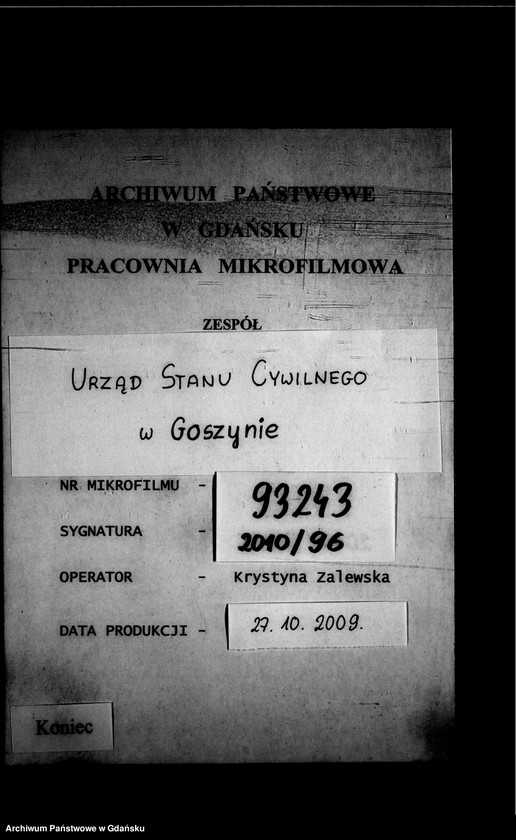 ARCHIWUM PAŃSTWOWE
W GDAŃSKU
PRACOWNIA MIKROFILMOWA
ZESPÓŁ
URZĄD STANU CYWILNEGO
w Goszynie
NR MIKROFILMU - 93243
SYGNATURA - 2010/96
OPERATOR - Krystyna Zalewska
DATA PRODUKCJI - 27.10.2009.
Koniec
Archiwum Państwowe w Gdańsku